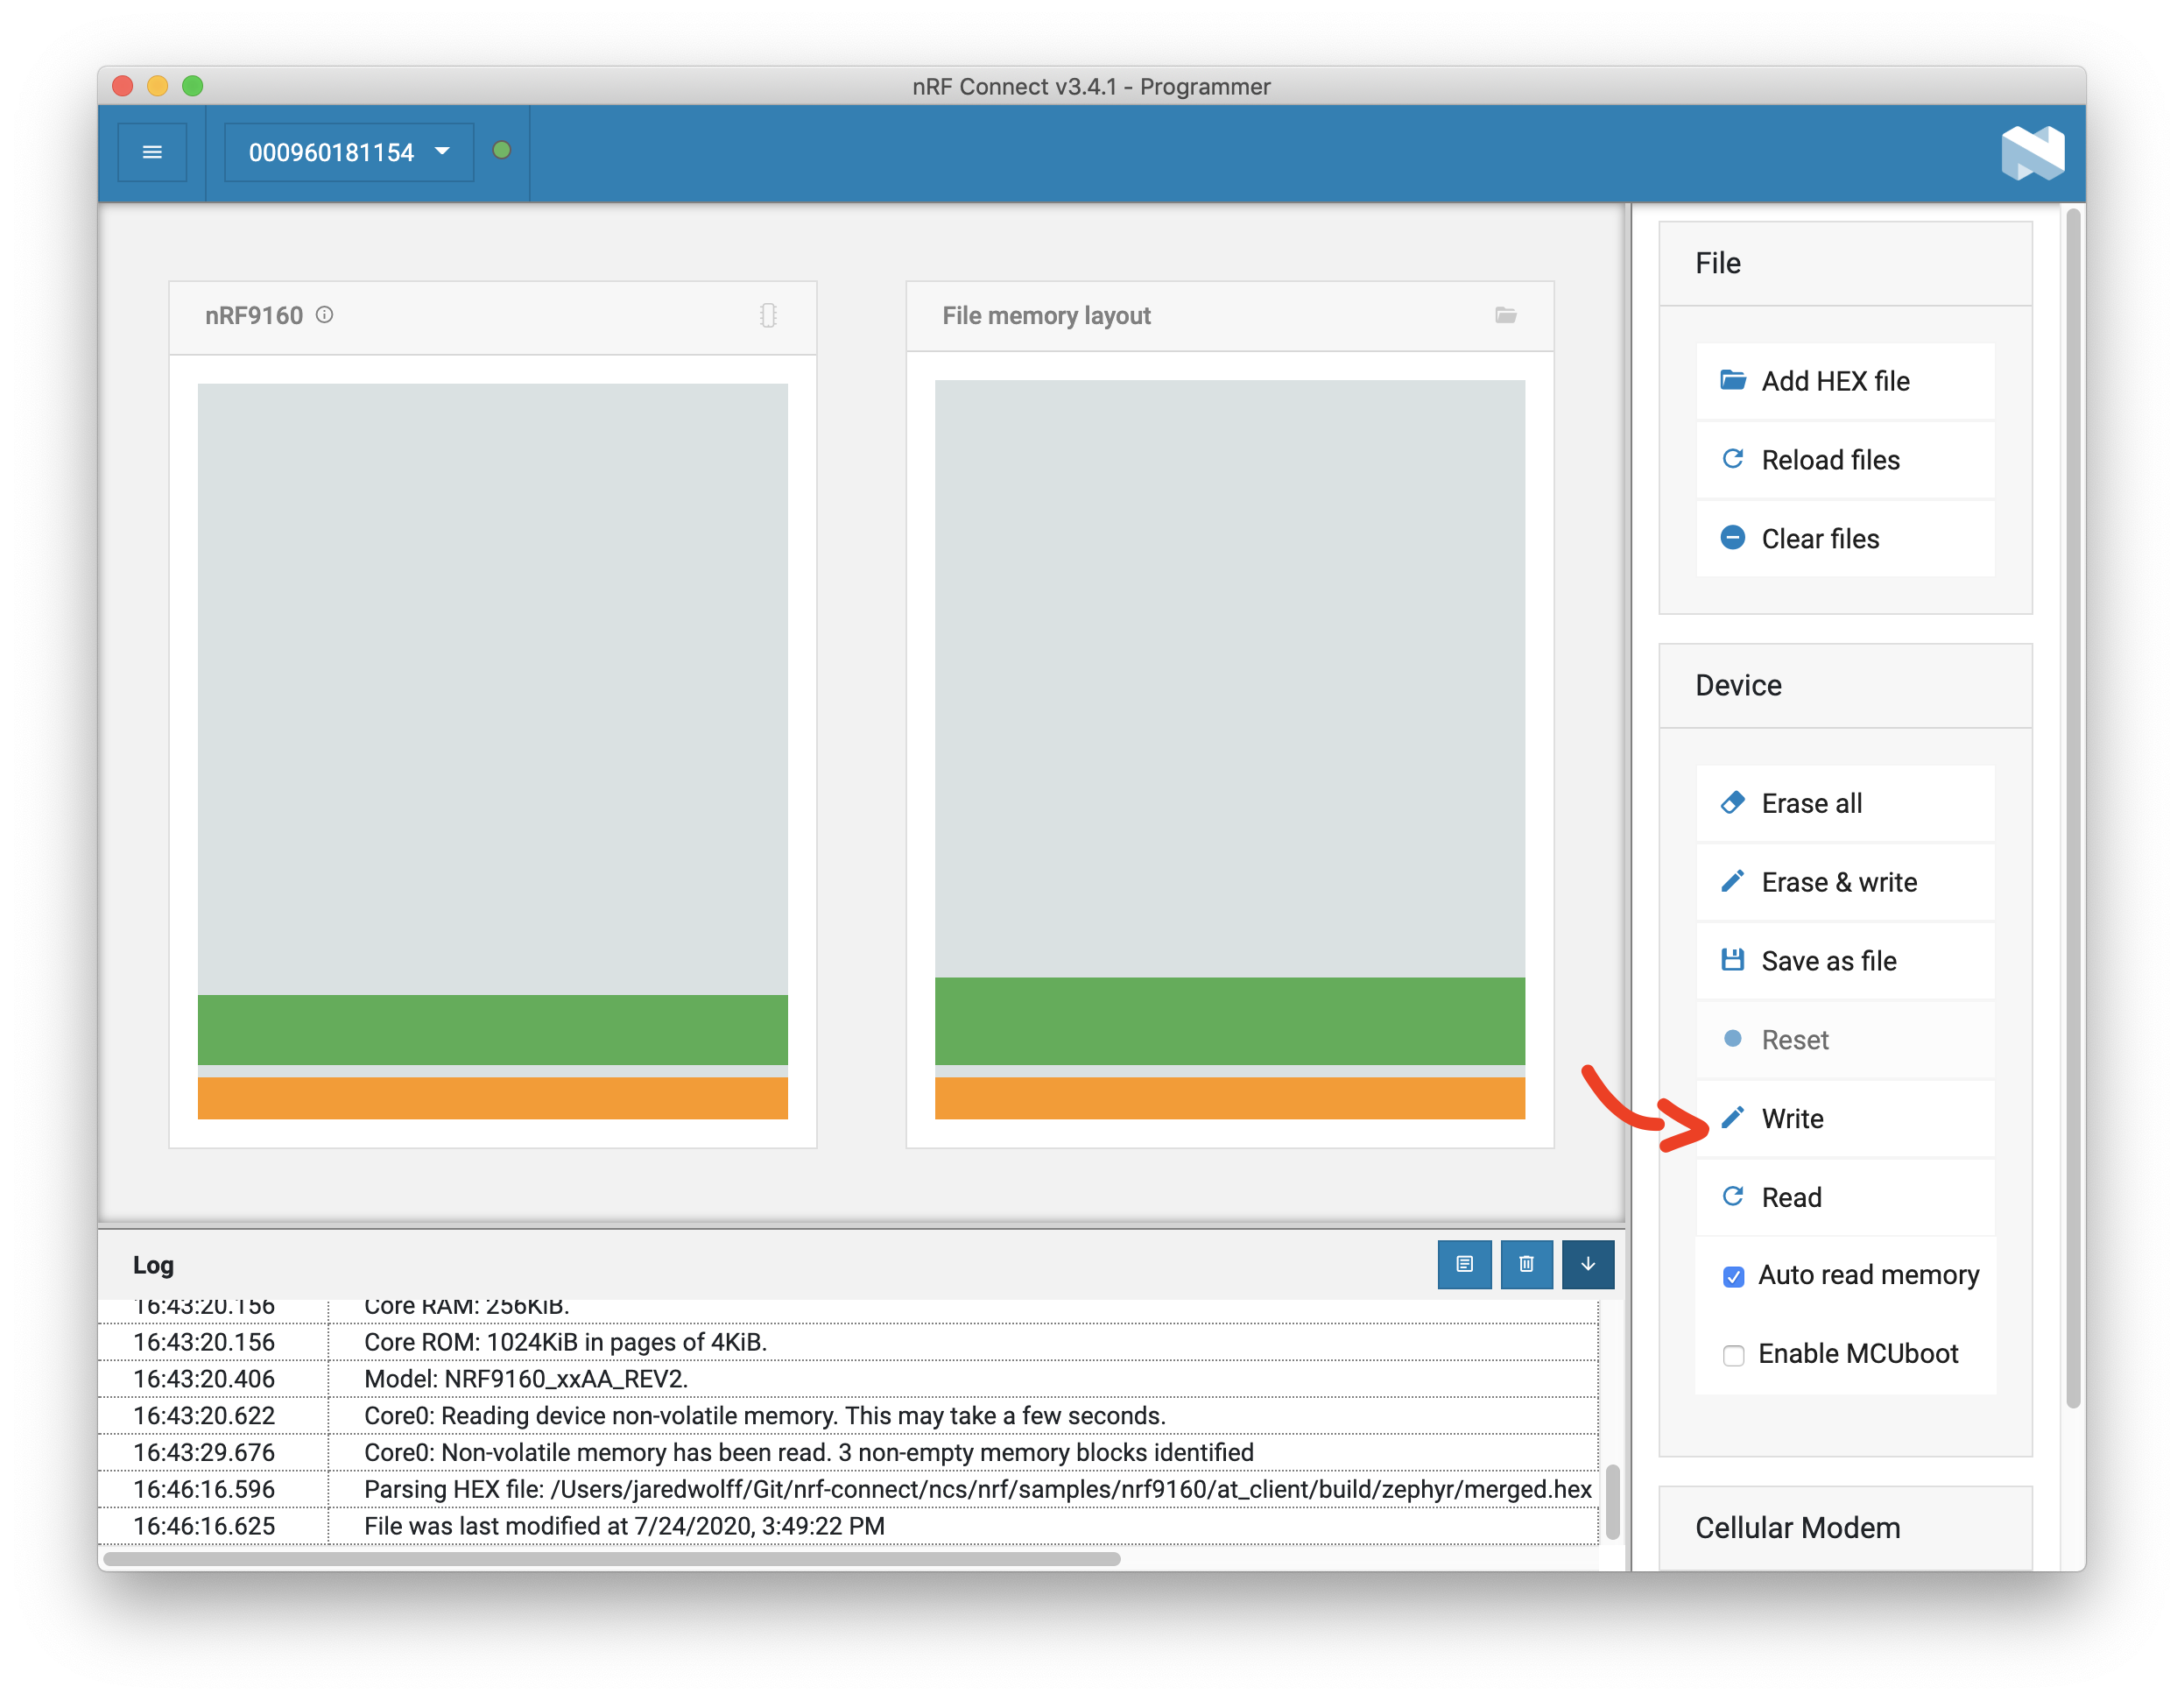 nRF Connect v3.4.1 - Programmer
000960181154
nRF9160
File memory layout
File
Add HEX file
Reload files
Clear files
Device
Erase all
Erase & write
Save as file
Reset
Write
Read
Auto read memory
Enable MCUboot
Cellular Modem
Log
16:43:20.156 Core RAM: 256KiB.
16:43:20.156 Core ROM: 1024KiB in pages of 4KiB.
16:43:20.406 Model: NRF9160_xxAA_REV2.
16:43:20.622 Core0: Reading device non-volatile memory. This may take a few seconds.
16:43:29.676 Core0: Non-volatile memory has been read. 3 non-empty memory blocks identified
16:46:16.596 Parsing HEX file: /Users/jaredwolff/Git/nrf-connect/ncs/nrf/samples/nrf9160/at_client/build/zephyr/merged.hex
16:46:16.625 File was last modified at 7/24/2020, 3:49:22 PM